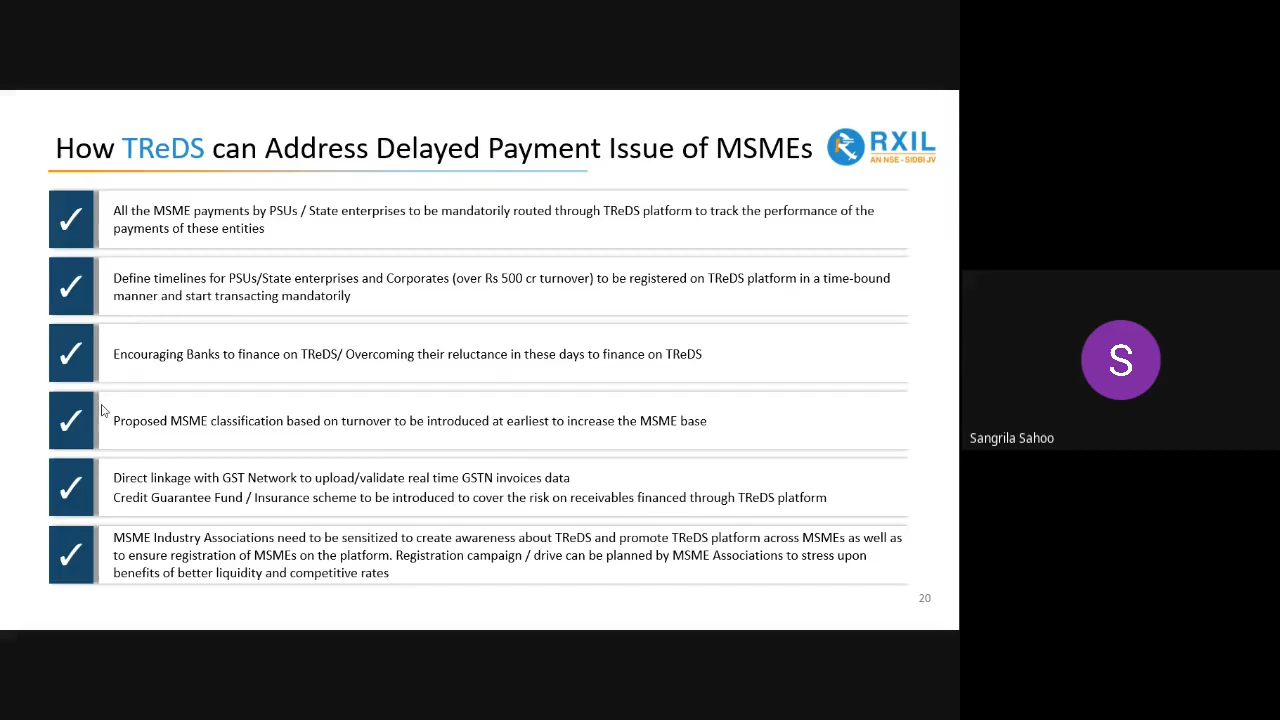 How TReDS can Address Delayed Payment Issue of MSMEs
RXIL
AN NSE - SIDBI JV
All the MSME payments by PSUs / State enterprises to be mandatorily routed through TReDS platform to track the performance of the
payments of these entities
Define timelines for PSUs/State enterprises and Corporates (over Rs 500 cr turnover) to be registered on TReDS platform in a time-bound
manner and start transacting mandatorily
Encouraging Banks to finance on TReDS/ Overcoming their reluctance in these days to finance on TReDS
Proposed MSME classification based on turnover to be introduced at earliest to increase the MSME base
Direct linkage with GST Network to upload/validate real time GSTN invoices data
Credit Guarantee Fund / Insurance scheme to be introduced to cover the risk on receivables financed through TReDS platform
MSME Industry Associations need to be sensitized to create awareness about TReDS and promote TReDS platform across MSMEs as well as
to ensure registration of MSMEs on the platform. Registration campaign / drive can be planned by MSME Associations to stress upon
benefits of better liquidity and competitive rates
20
S
Sangrila Sahoo